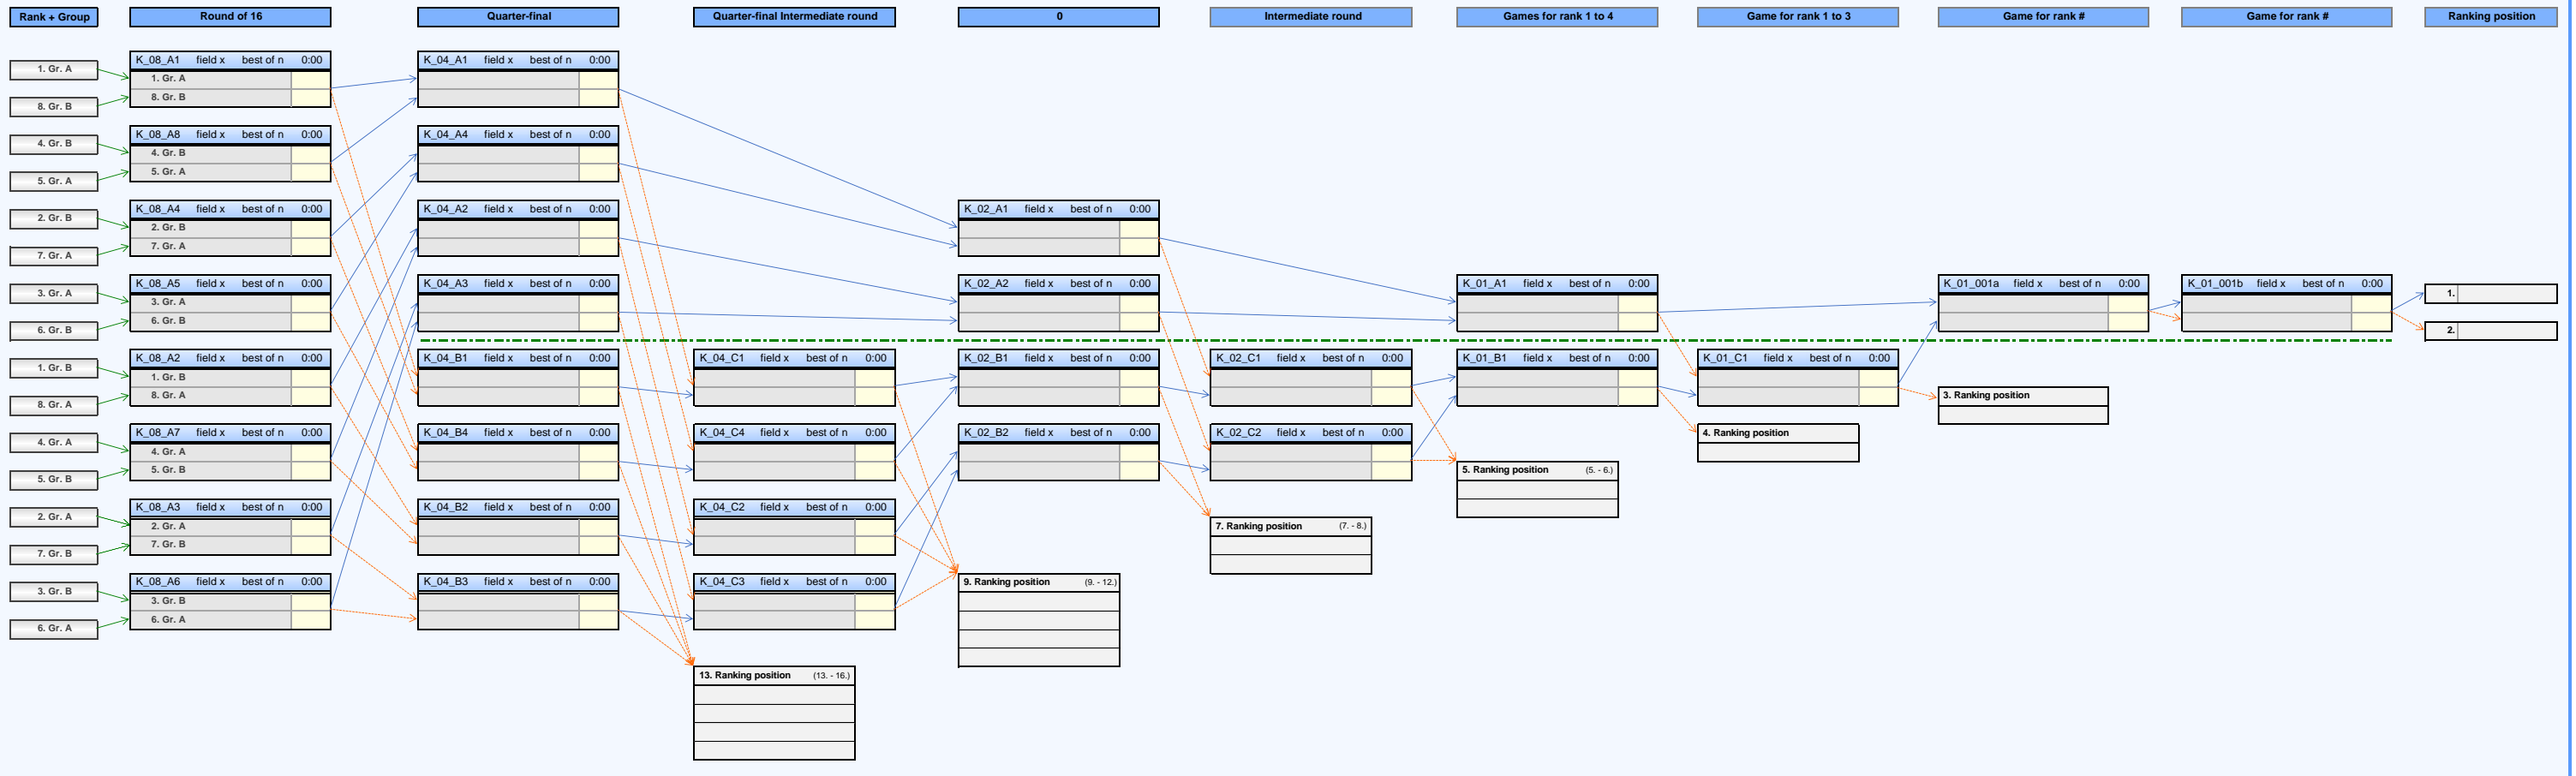 Rank + Group
Round of 16
Quarter-final
Quarter-final Intermediate round
0
Intermediate round
Games for rank 1 to 4
Game for rank 1 to 3
Game for rank #
Game for rank #
Ranking position
1. Gr. A
8. Gr. B
4. Gr. B
5. Gr. A
2. Gr. B
7. Gr. A
3. Gr. A
6. Gr. B
1. Gr. B
8. Gr. A
4. Gr. A
5. Gr. B
2. Gr. A
7. Gr. B
3. Gr. B
6. Gr. A
K_08_A1 field x best of n 0:00
1. Gr. A
8. Gr. B
K_08_A8 field x best of n 0:00
4. Gr. B
5. Gr. A
K_08_A4 field x best of n 0:00
2. Gr. B
7. Gr. A
K_08_A5 field x best of n 0:00
3. Gr. A
6. Gr. B
K_08_A2 field x best of n 0:00
1. Gr. B
8. Gr. A
K_08_A7 field x best of n 0:00
4. Gr. A
5. Gr. B
K_08_A3 field x best of n 0:00
2. Gr. A
7. Gr. B
K_08_A6 field x best of n 0:00
3. Gr. B
6. Gr. A
K_04_A1 field x best of n 0:00
K_04_A4 field x best of n 0:00
K_04_A2 field x best of n 0:00
K_04_A3 field x best of n 0:00
K_04_B1 field x best of n 0:00
K_04_B4 field x best of n 0:00
K_04_B2 field x best of n 0:00
K_04_B3 field x best of n 0:00
K_04_C1 field x best of n 0:00
K_04_C4 field x best of n 0:00
K_04_C2 field x best of n 0:00
K_04_C3 field x best of n 0:00
13. Ranking position (13. - 16.)
K_02_A1 field x best of n 0:00
K_02_A2 field x best of n 0:00
K_02_B1 field x best of n 0:00
K_02_B2 field x best of n 0:00
9. Ranking position (9. - 12.)
K_02_C1 field x best of n 0:00
K_02_C2 field x best of n 0:00
7. Ranking position (7. - 8.)
K_01_A1 field x best of n 0:00
K_01_B1 field x best of n 0:00
5. Ranking position (5. - 6.)
K_01_C1 field x best of n 0:00
4. Ranking position
K_01_001a field x best of n 0:00
3. Ranking position
K_01_001b field x best of n 0:00
1.
2.